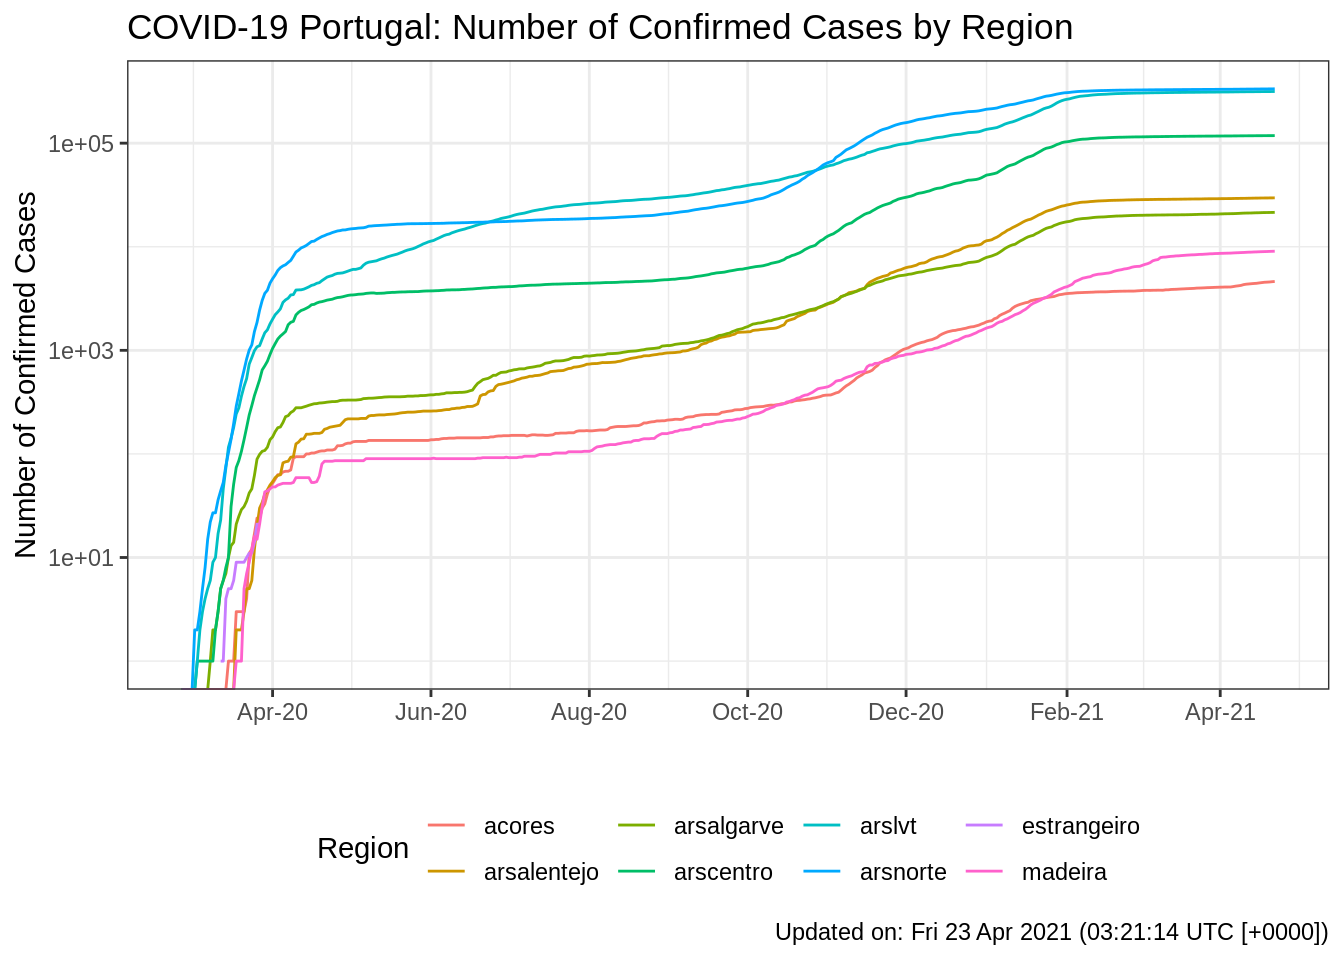 COVID-19 Portugal: Number of Confirmed Cases by Region
Number of Confirmed Cases
1e+05
1e+03
1e+01
Apr-20 Jun-20 Aug-20 Oct-20 Dec-20 Feb-21 Apr-21
Region
acores arsalgarve arslvt estrangeiro
arsalentejo arscentro arsnorte madeira
Updated on: Fri 23 Apr 2021 (03:21:14 UTC [+0000])